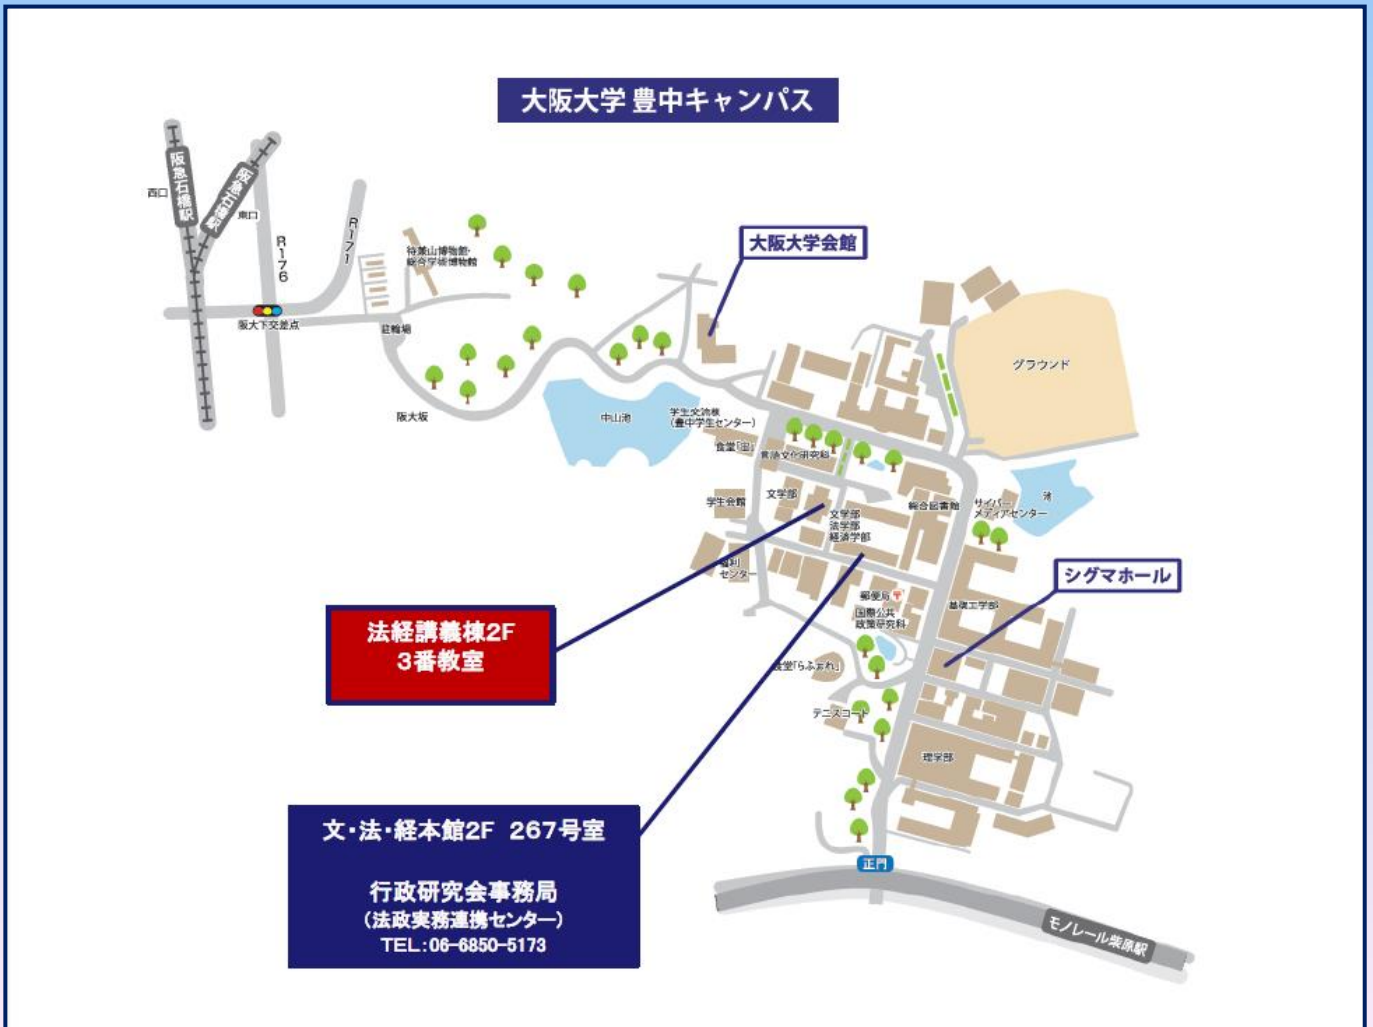 大阪大学 豊中キャンパス
阪急石橋駅
阪急石橋駅
西口
東口
R176
R171
待兼山博物館・
総合学術博物館
大阪大学会館
阪大下交差点
駐輪場
グラウンド
阪大坂
中山池
学生交流棟
(豊中学生センター)
食堂「宙」
言語文化研究科
学生会館
文学部
文学部
法学部
経済学部
総合図書館
サイバー
メディアセンター
池
福利
センター
シグマホール
郵便局
国際公共
政策研究科
基礎工学部
法経講義棟2F
3番教室
食堂「らふぉれ」
テニスコート
理学部
文・法・経本館2F 267号室
行政研究会事務局
(法政実務連携センター)
TEL:06-6850-5173
正門
モノレール柴原駅